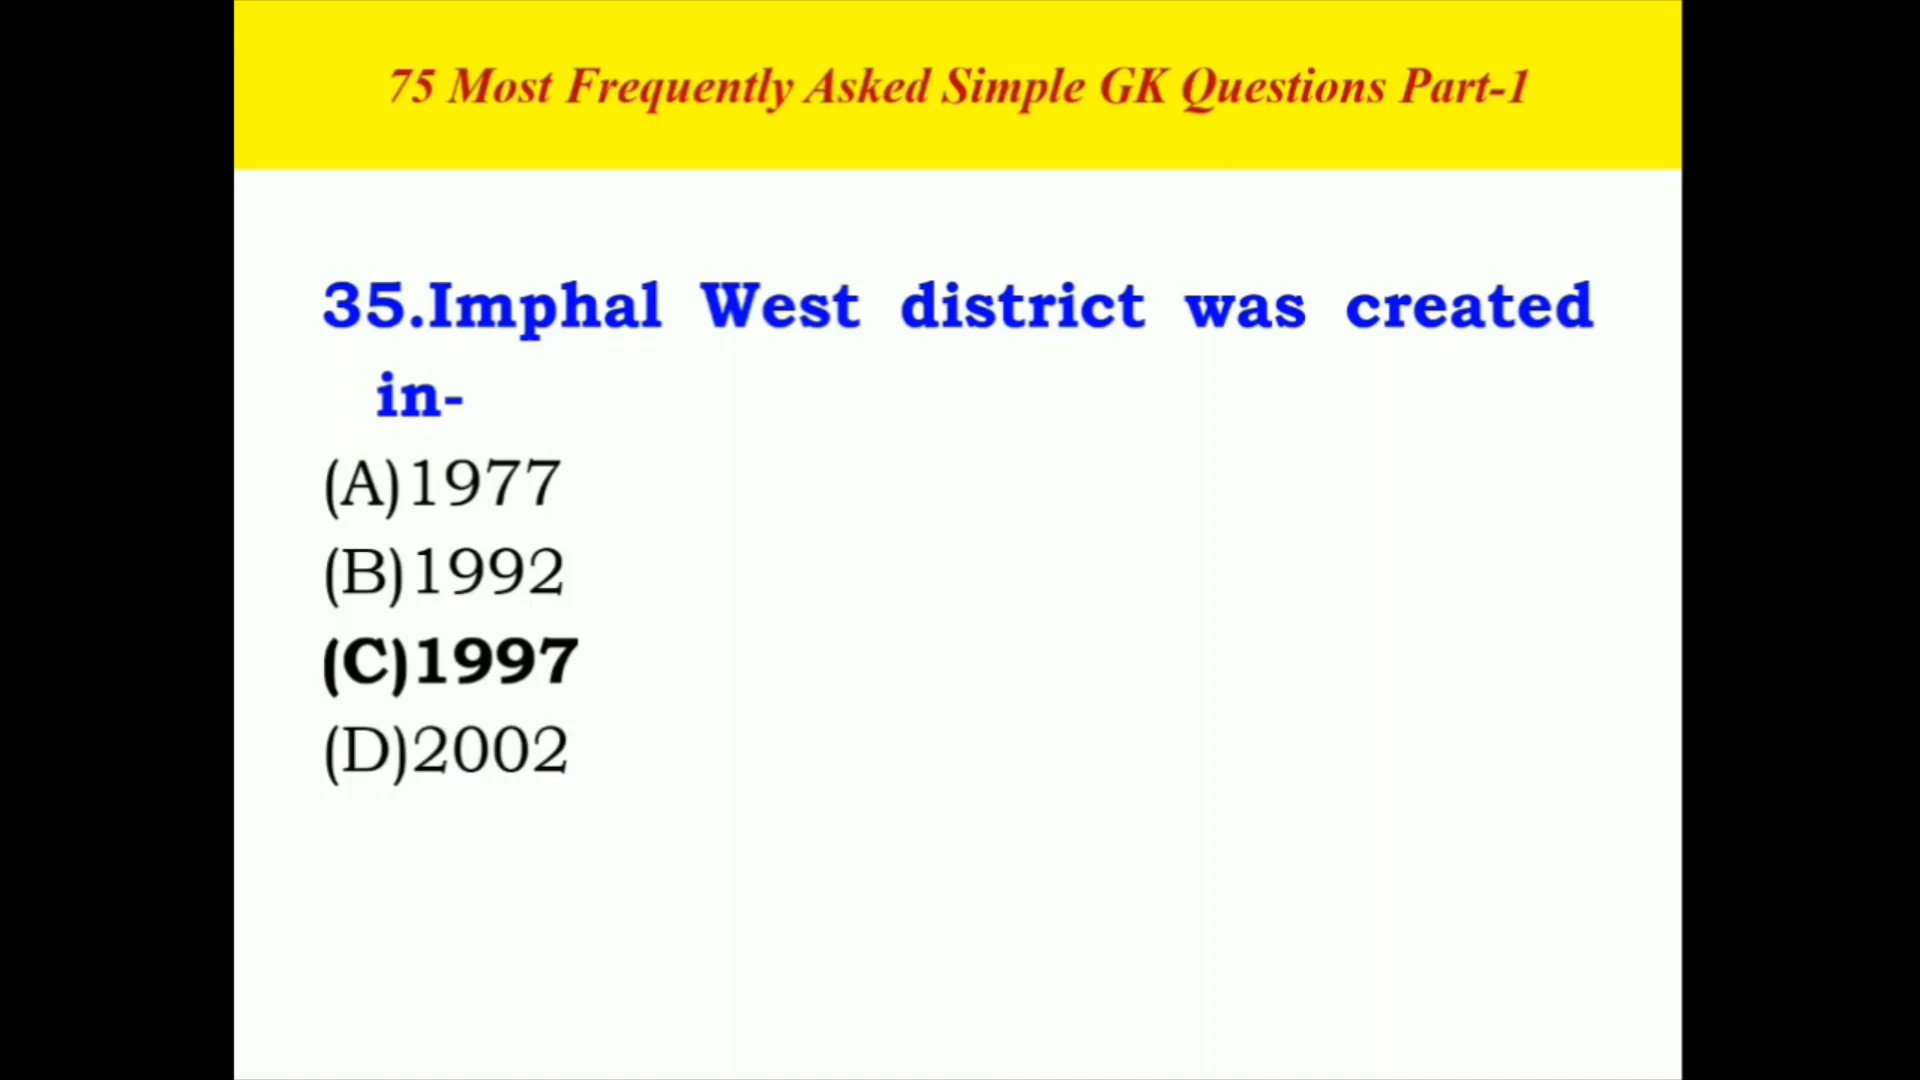 75 Most Frequently Asked Simple GK Questions Part-1
35.Imphal West district was created
in-
(A)1977
(B)1992
(C)1997
(D)2002